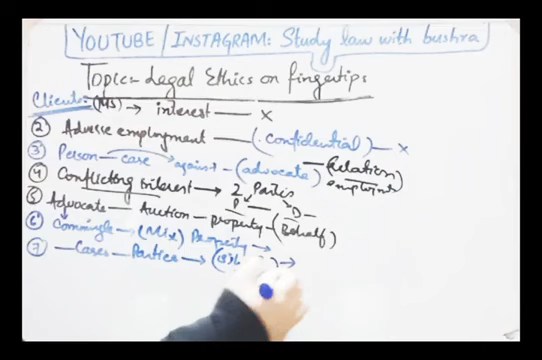 YOUTUBE/INSTAGRAM: Study law with bushra
Topic:- Legal Ethics on fingertips
Clients:- (MS) → interest — x
② Adverse employment — (confidential) — x
③ Person — case against — (advocate) — (Relation employment)
④ Conflicting interest → 2 Parties
P — D —
⑤ Advocate — Auction — property — (Behalf)
⑥ Commingle → (Mix) Property →
⑦ — Cases — Parties →